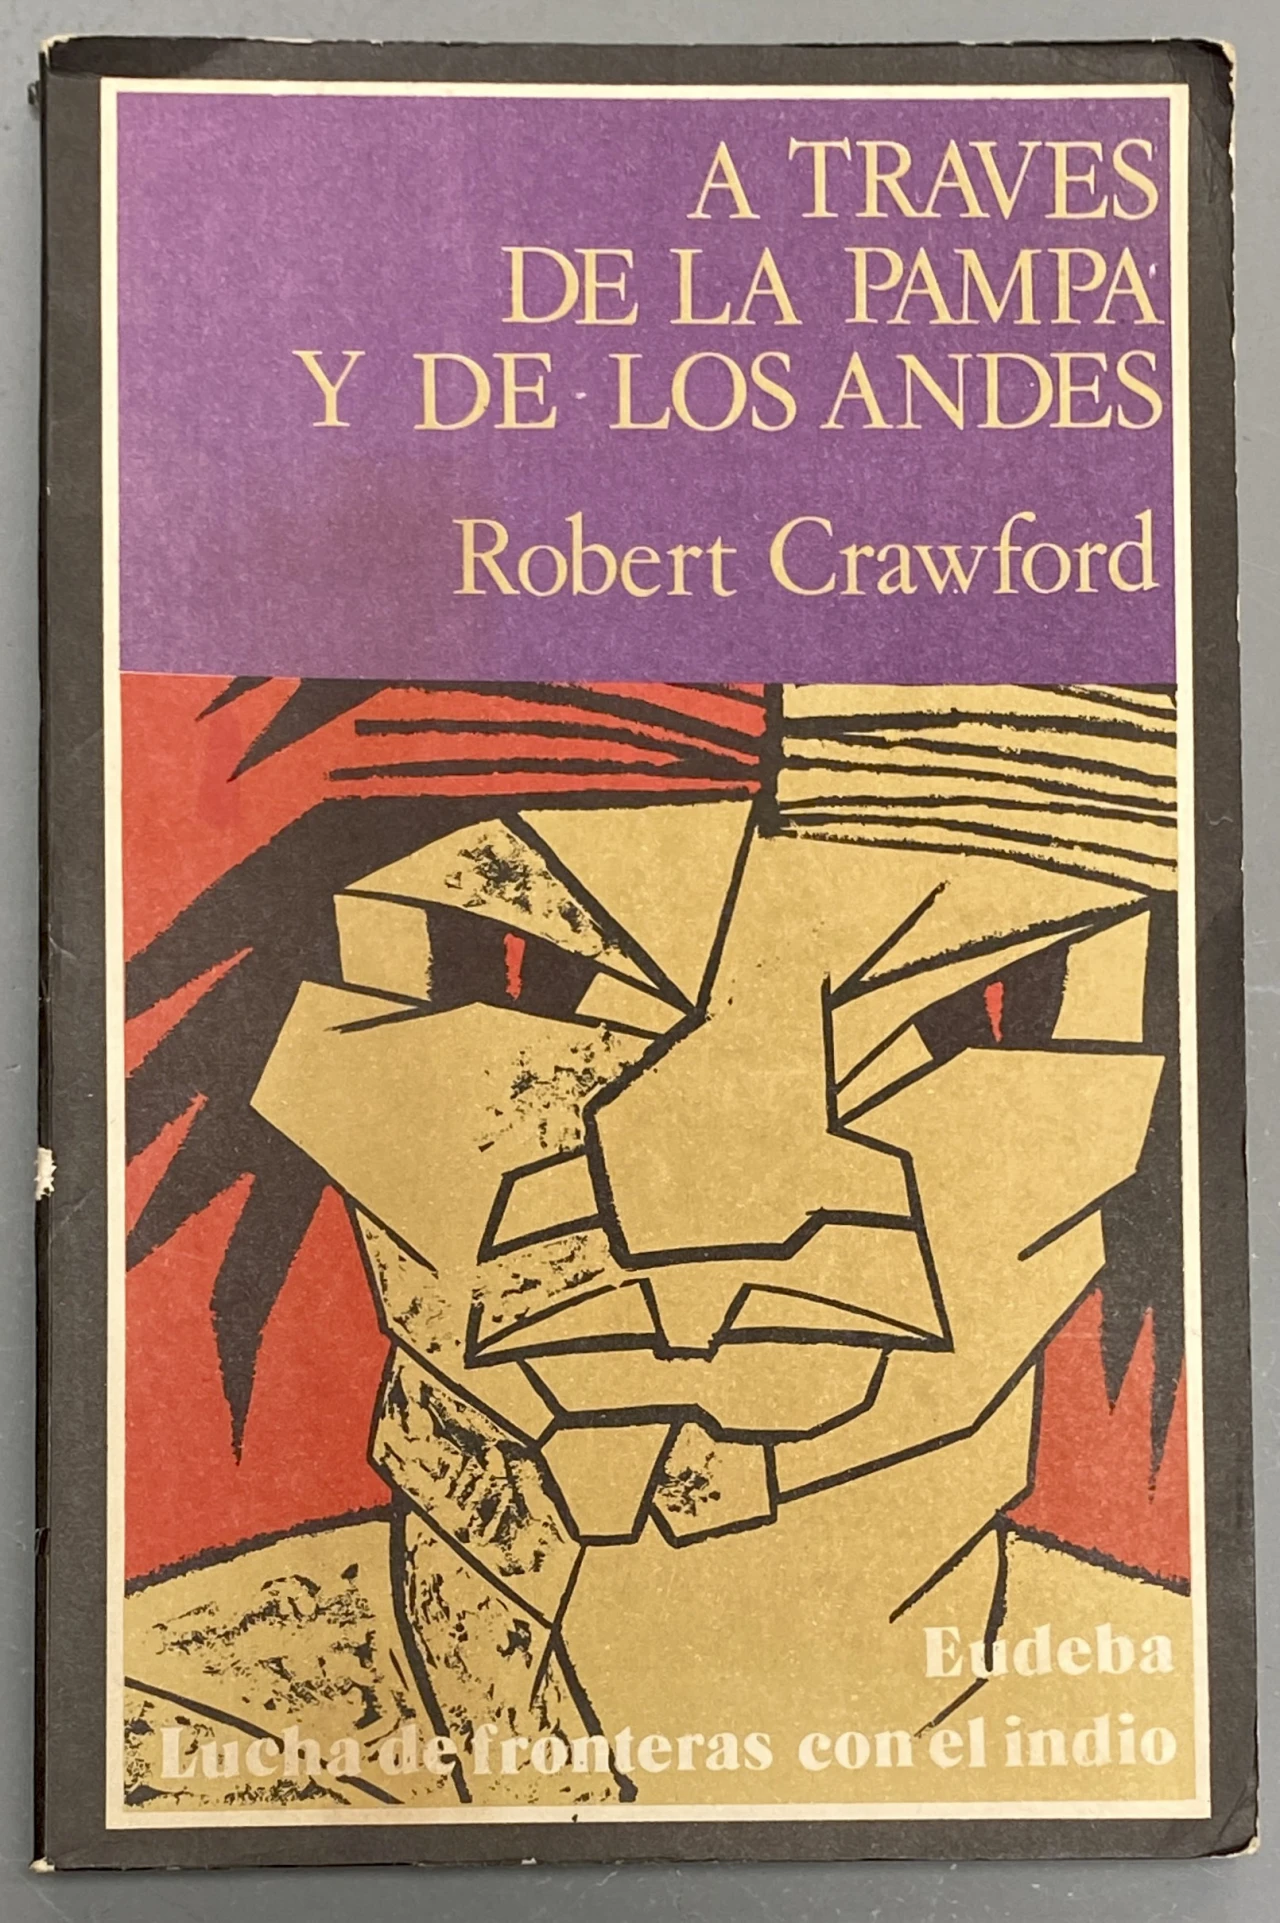 A TRAVES
DE LA PAMPA
Y DE LOS ANDES
Robert Crawford
Eudeba
Lucha de fronteras con el indio